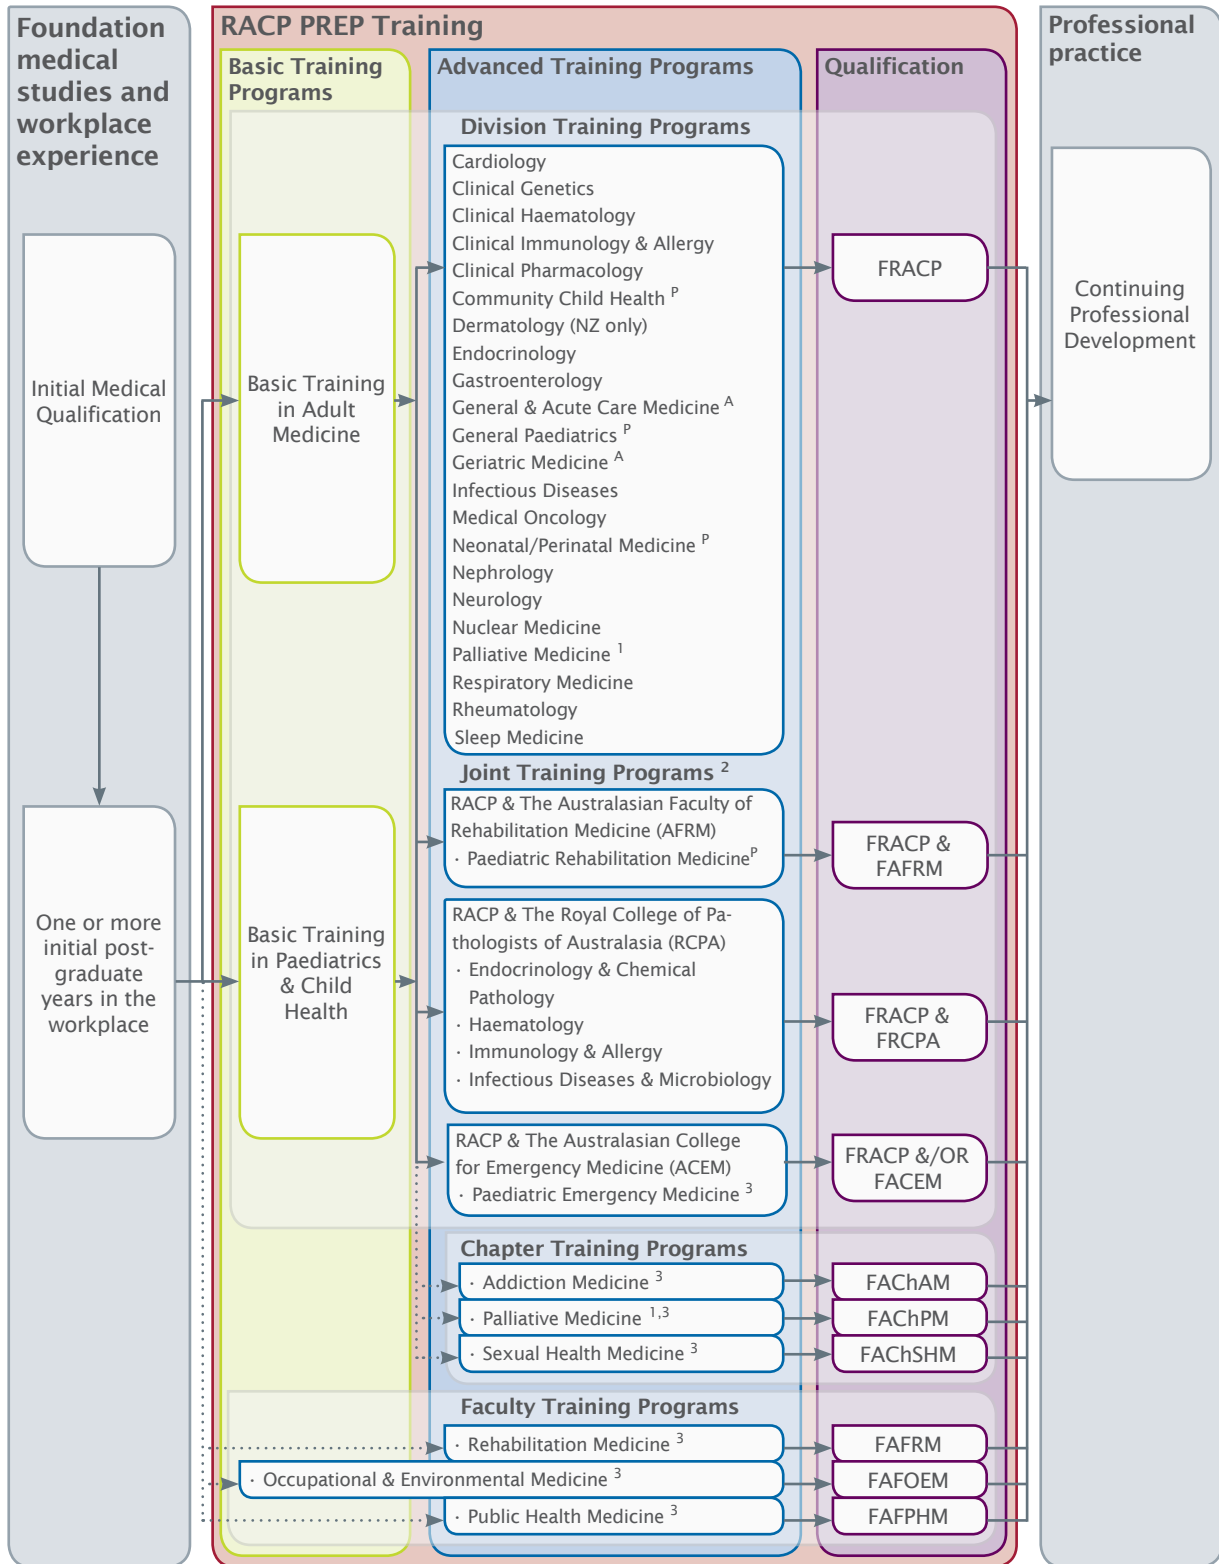 Foundation
medical
studies and
workplace
experience
Initial Medical
Qualification
One or more
initial post-
graduate
years in the
workplace
RACP PREP Training
Basic Training
Programs
Basic Training
in Adult
Medicine
Basic Training
in Paediatrics
& Child
Health
Advanced Training Programs
Division Training Programs
Cardiology
Clinical Genetics
Clinical Haematology
Clinical Immunology & Allergy
Clinical Pharmacology
Community Child Health P
Dermatology (NZ only)
Endocrinology
Gastroenterology
General & Acute Care Medicine A
General Paediatrics P
Geriatric Medicine A
Infectious Diseases
Medical Oncology
Neonatal/Perinatal Medicine P
Nephrology
Neurology
Nuclear Medicine
Palliative Medicine 1
Respiratory Medicine
Rheumatology
Sleep Medicine
Joint Training Programs 2
RACP & The Australasian Faculty of
Rehabilitation Medicine (AFRM)
· Paediatric Rehabilitation MedicineP
RACP & The Royal College of Pa-
thologists of Australasia (RCPA)
· Endocrinology & Chemical
Pathology
· Haematology
· Immunology & Allergy
· Infectious Diseases & Microbiology
RACP & The Australasian College
for Emergency Medicine (ACEM)
· Paediatric Emergency Medicine 3
Chapter Training Programs
· Addiction Medicine 3
· Palliative Medicine 1,3
· Sexual Health Medicine 3
Faculty Training Programs
· Rehabilitation Medicine 3
· Occupational & Environmental Medicine 3
· Public Health Medicine 3
Qualification
FRACP
FRACP &
FAFRM
FRACP &
FRCPA
FRACP &/OR
FACEM
FAChAM
FAChPM
FAChSHM
FAFRM
FAFOEM
FAFPHM
Professional
practice
Continuing
Professional
Development